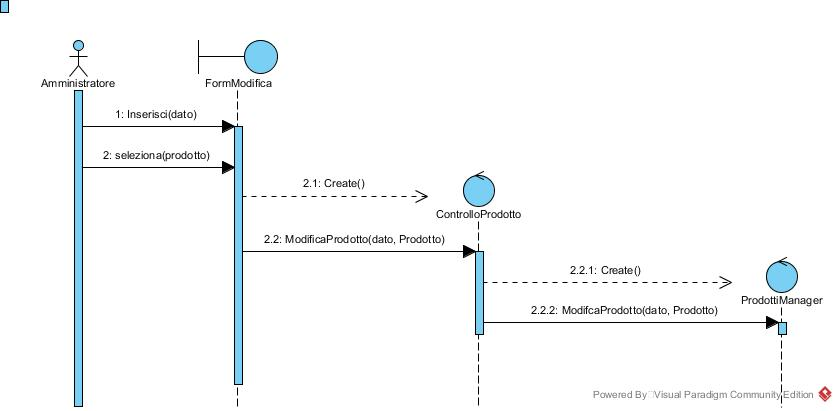 Amministratore
FormModifica
1: Inserisci(dato)
2: seleziona(prodotto)
2.1: Create()
ControlloProdotto
2.2: ModificaProdotto(dato, Prodotto)
2.2.1: Create()
ProdottiManager
2.2.2: ModifcaProdotto(dato, Prodotto)
Powered By Visual Paradigm Community Edition